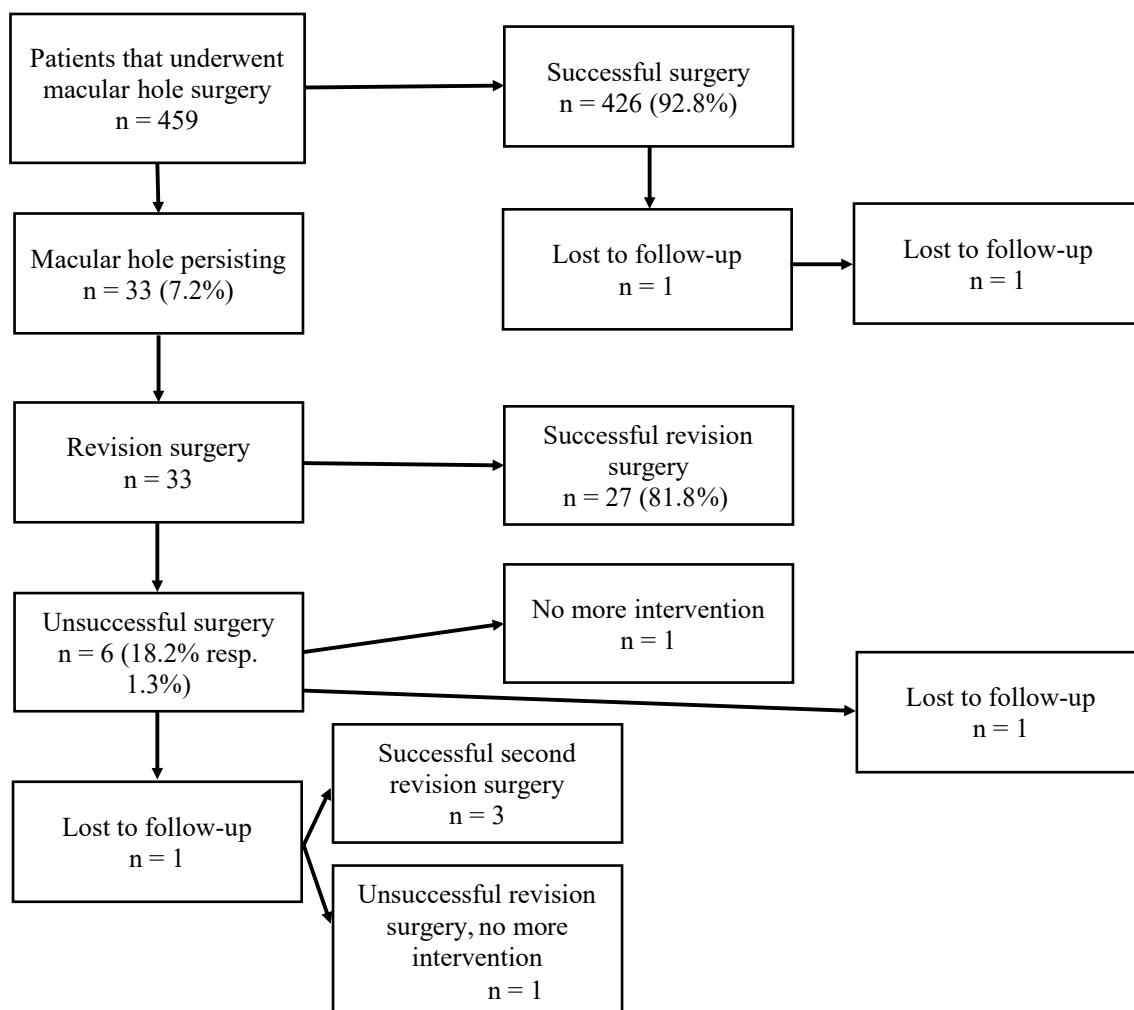 Patients that underwent
macular hole surgery
n = 459
Successful surgery
n = 426 (92.8%)
Macular hole persisting
n = 33 (7.2%)
Lost to follow-up
n = 1
Lost to follow-up
n = 1
Revision surgery
n = 33
Successful revision
surgery
n = 27 (81.8%)
Unsuccessful surgery
n = 6 (18.2% resp.
1.3%)
No more intervention
n = 1
Lost to follow-up
n = 1
Lost to follow-up
n = 1
Successful second
revision surgery
n = 3
Unsuccessful revision
surgery, no more
intervention
n = 1